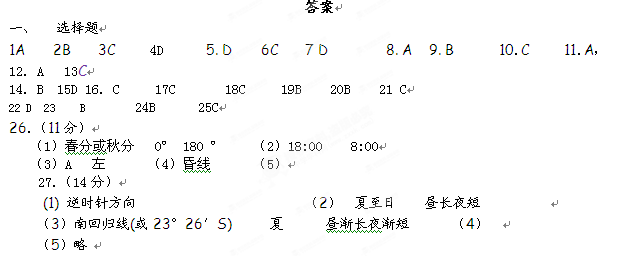 答案
一、 选择题
1A 2B 3C 4D 5. D 6C 7 D 8. A 9. B 10. C 11. A,
12. A 13C
14. B 15D 16. C 17C 18C 19B 20B 21 C
22 D 23 B 24B 25C
26.（11分）
（1）春分或秋分 0° 180 ° （2）18:00 8:00
（3）A 左 （4）昏线 （5）
27.（14分）
(1) 逆时针方向 （2） 夏至日 昼长夜短
（3）南回归线(或 23° 26′ S) 夏 昼渐长夜渐短 （4）
（5）略